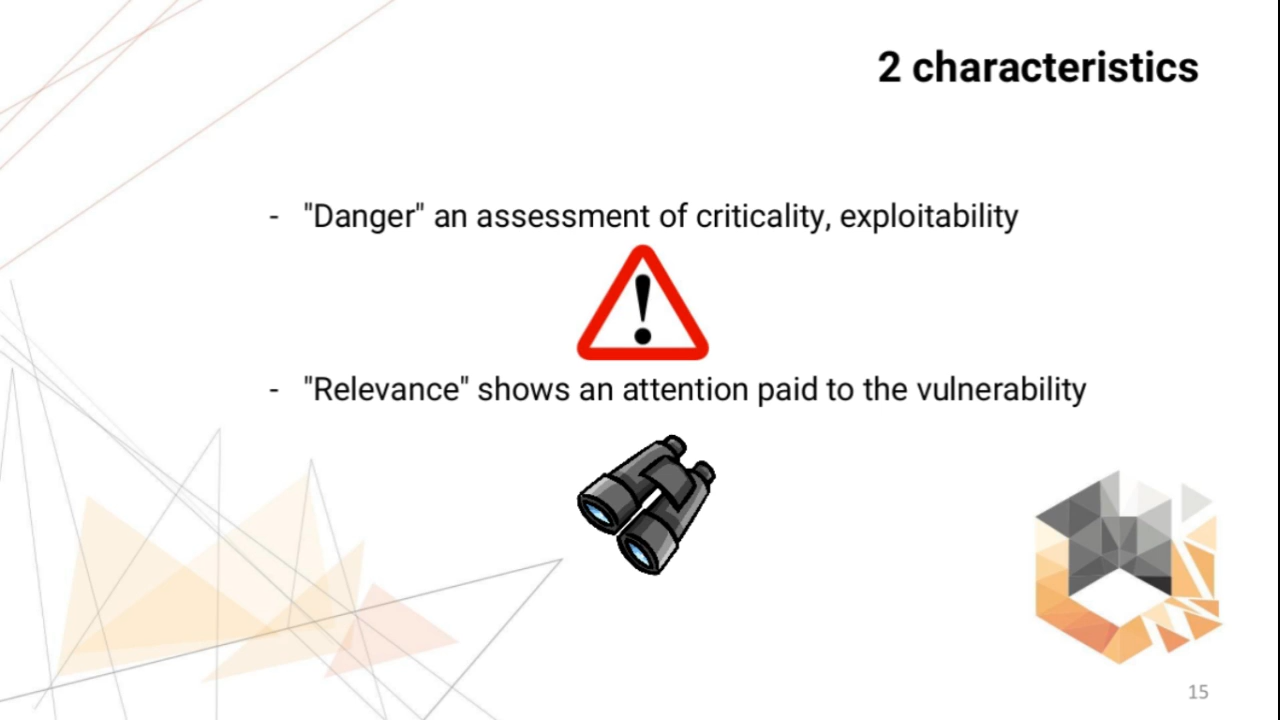 2 characteristics
- "Danger" an assessment of criticality, exploitability
- "Relevance" shows an attention paid to the vulnerability
15